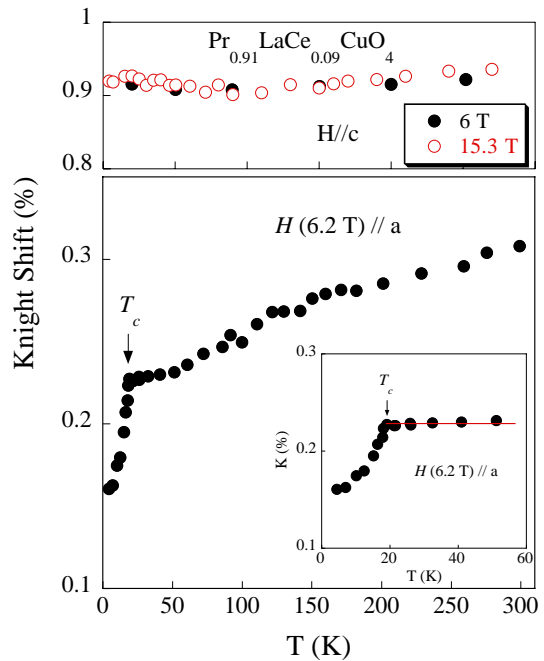 1
Pr0.91LaCe0.09CuO4
0.9
H//c
6 T
15.3 T
0.8
Knight Shift (%)
H (6.2 T) // a
0.3
Tc
0.3
Tc
0.2
K (%)
0.2
H (6.2 T) // a
0.1
0 20 40 60
T (K)
0.1
0 50 100 150 200 250 300
T (K)